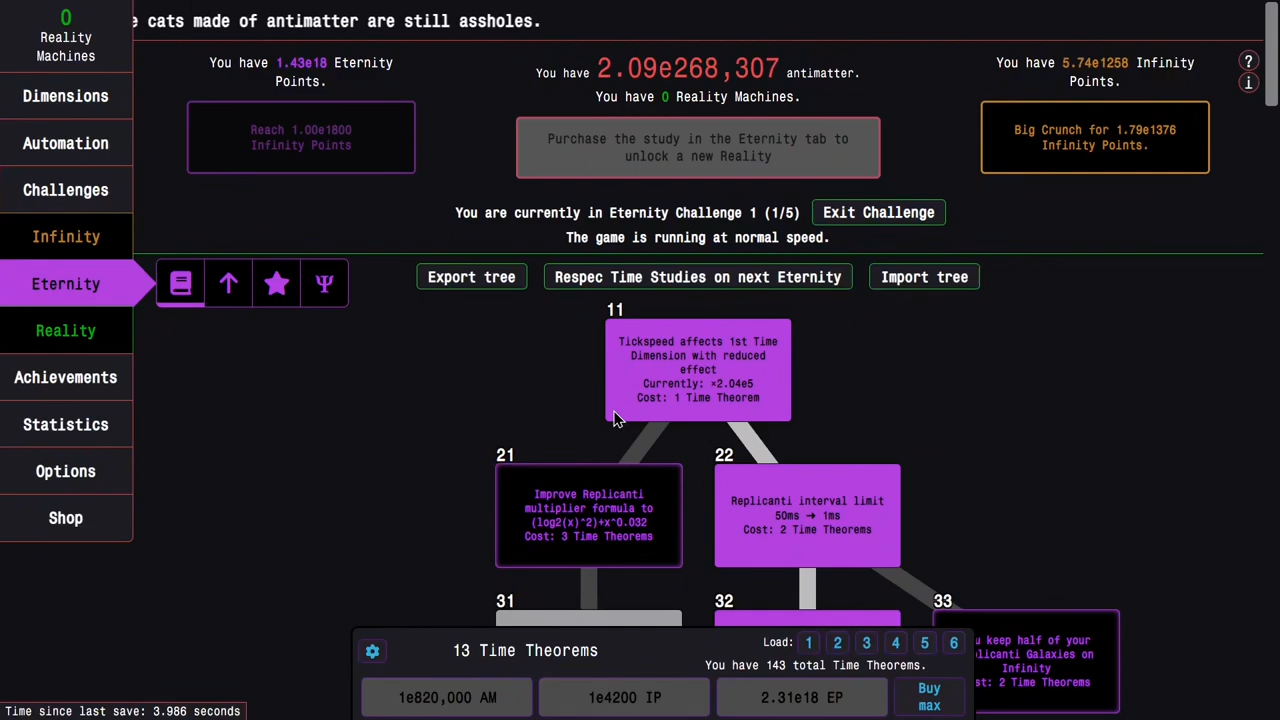 0
Reality
Machines
e cats made of antimatter are still assholes.
You have 1.43e18 Eternity
Points.
You have 2.09e268,307 antimatter.
You have 0 Reality Machines.
You have 5.74e1258 Infinity
Points.
?
i
Reach 1.00e1800
Infinity Points
Purchase the study in the Eternity tab to
unlock a new Reality
Big Crunch for 1.79e1376
Infinity Points.
You are currently in Eternity Challenge 1 (1/5)
Exit Challenge
The game is running at normal speed.
Dimensions
Automation
Challenges
Infinity
Eternity
Reality
Achievements
Statistics
Options
Shop
Ψ
Export tree
Respec Time Studies on next Eternity
Import tree
11
Tickspeed affects 1st Time
Dimension with reduced
effect
Currently: ×2.04e5
Cost: 1 Time Theorem
21
Improve Replicanti
multiplier formula to
(log2(x)^2)+x^0.032
Cost: 3 Time Theorems
22
Replicanti interval limit
50ms → 1ms
Cost: 2 Time Theorems
31
32
33
u keep half of your
plicanti Galaxies on
Infinity
st: 2 Time Theorems
13 Time Theorems
Load: 1 2 3 4 5 6
You have 143 total Time Theorems.
1e820,000 AM
1e4200 IP
2.31e18 EP
Buy
max
Time since last save: 3.986 seconds